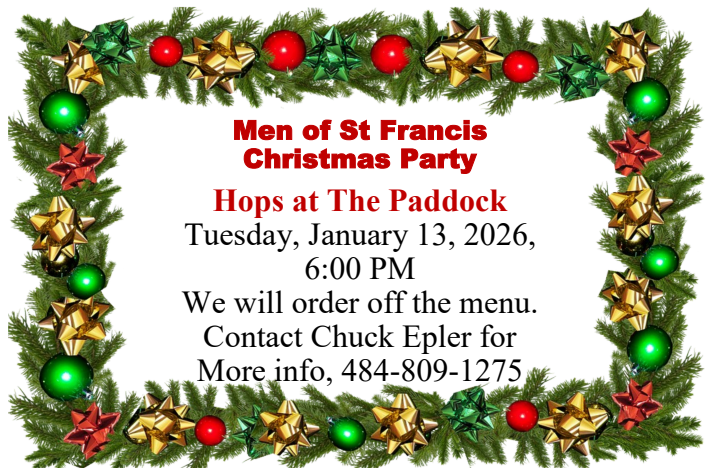 Men of St Francis
Christmas Party
Hops at The Paddock
Tuesday, January 13, 2026,
6:00 PM
We will order off the menu.
Contact Chuck Epler for
More info, 484-809-1275